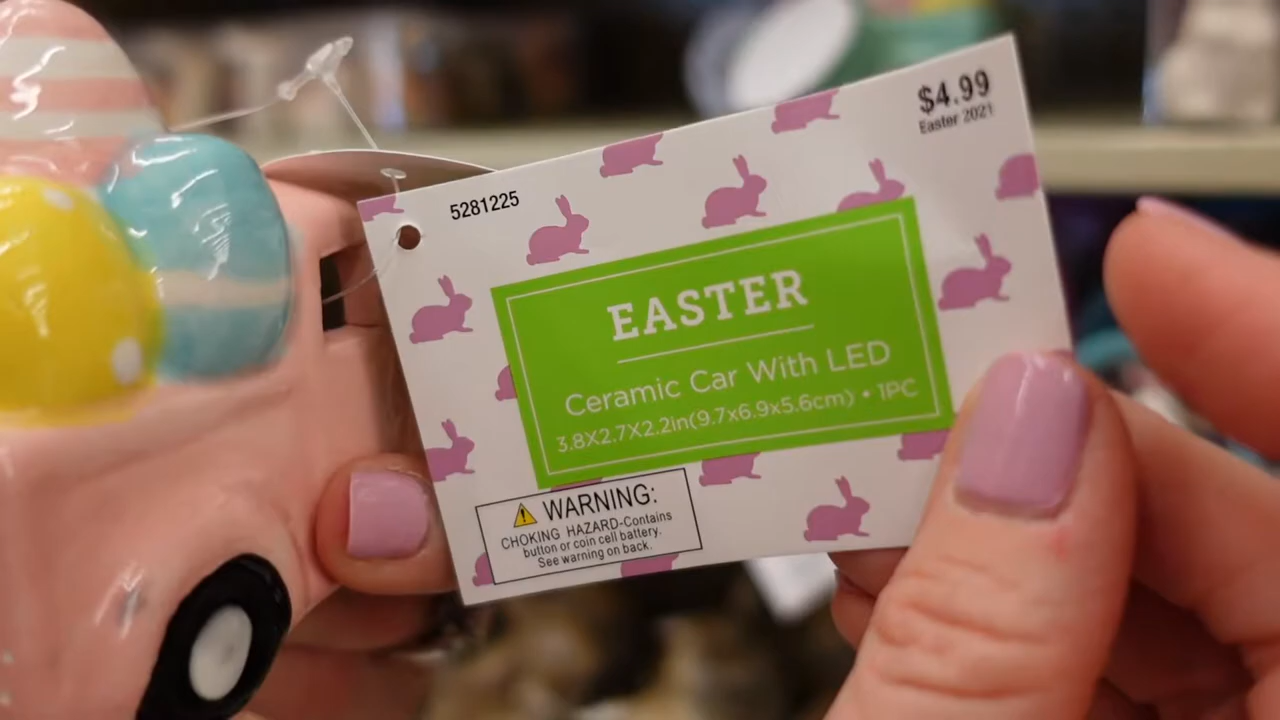 $4.99
Easter 2021
5281225
EASTER
Ceramic Car With LED
3.8X2.7X2.2in(9.7x6.9x5.6cm) • 1PC
WARNING:
CHOKING HAZARD-Contains
button or coin cell battery.
See warning on back.